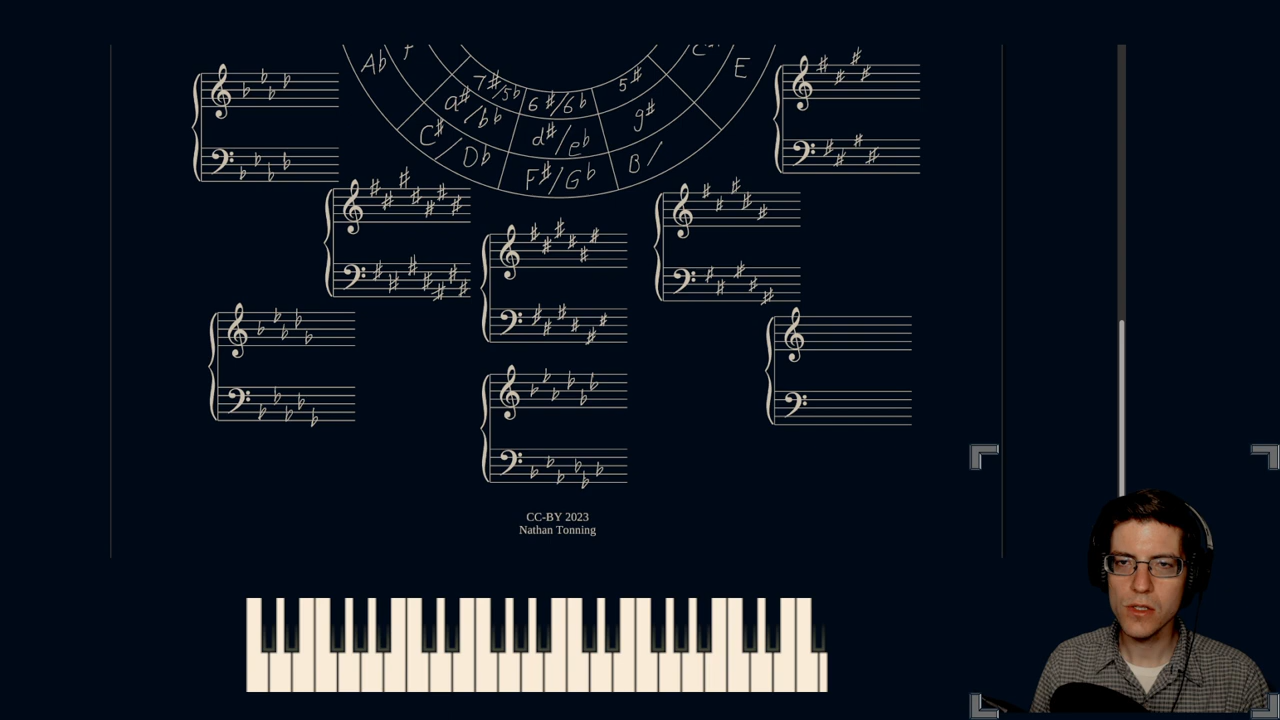 Ab
E
7#/5b
6#/6b
5#
a#/bb
d#/eb
g#
C#/Db
F#/Gb
B/
CC-BY 2023
Nathan Tonning